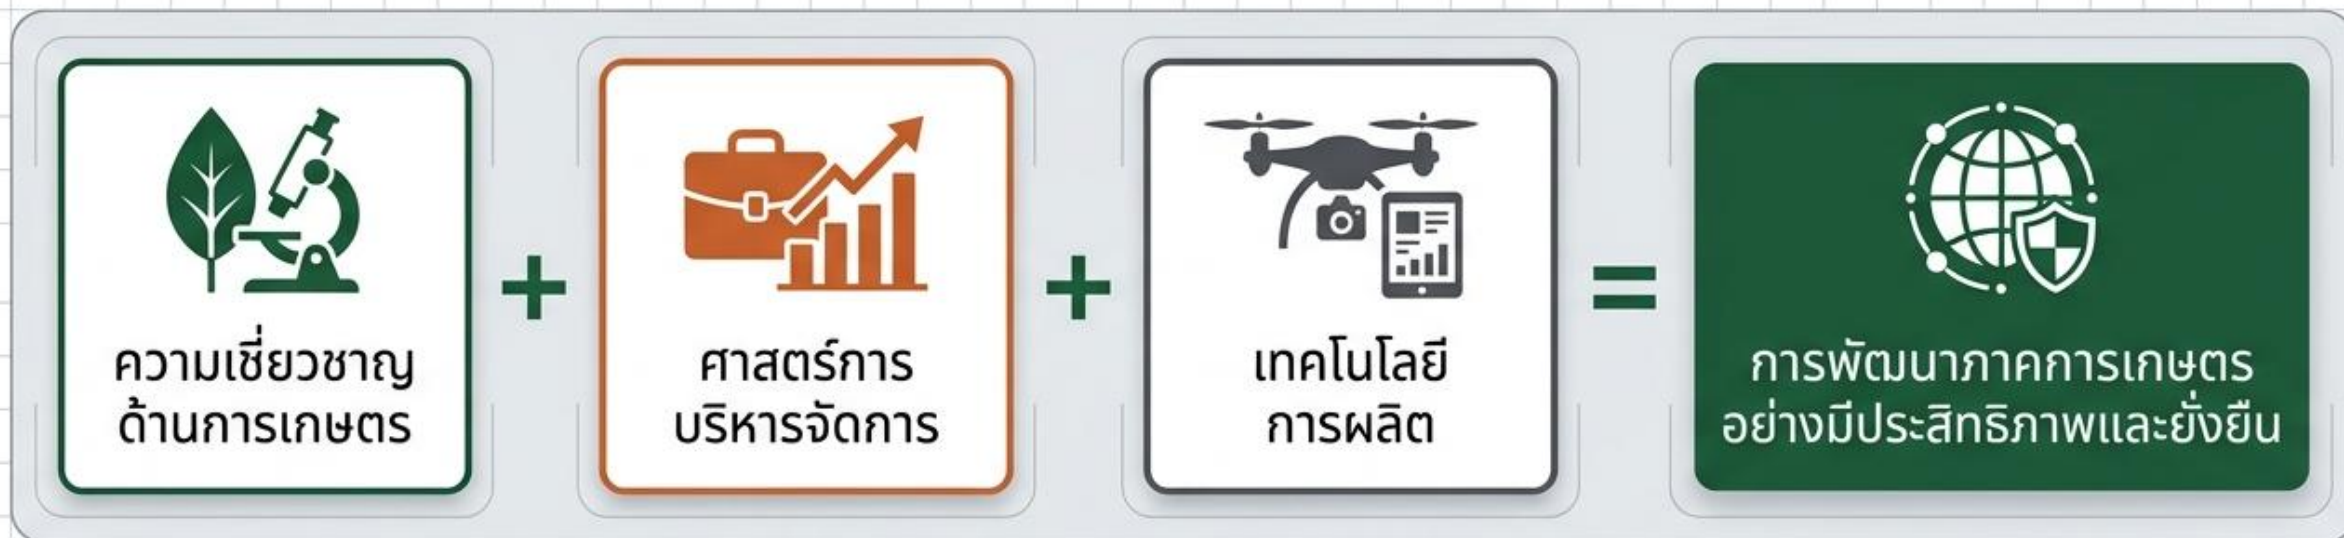 ความเชี่ยวชาญ
ด้านการเกษตร
+
ศาสตร์การ
บริหารจัดการ
+
เทคโนโลยี
การผลิต
=
การพัฒนาภาคการเกษตร
อย่างมีประสิทธิภาพและยั่งยืน